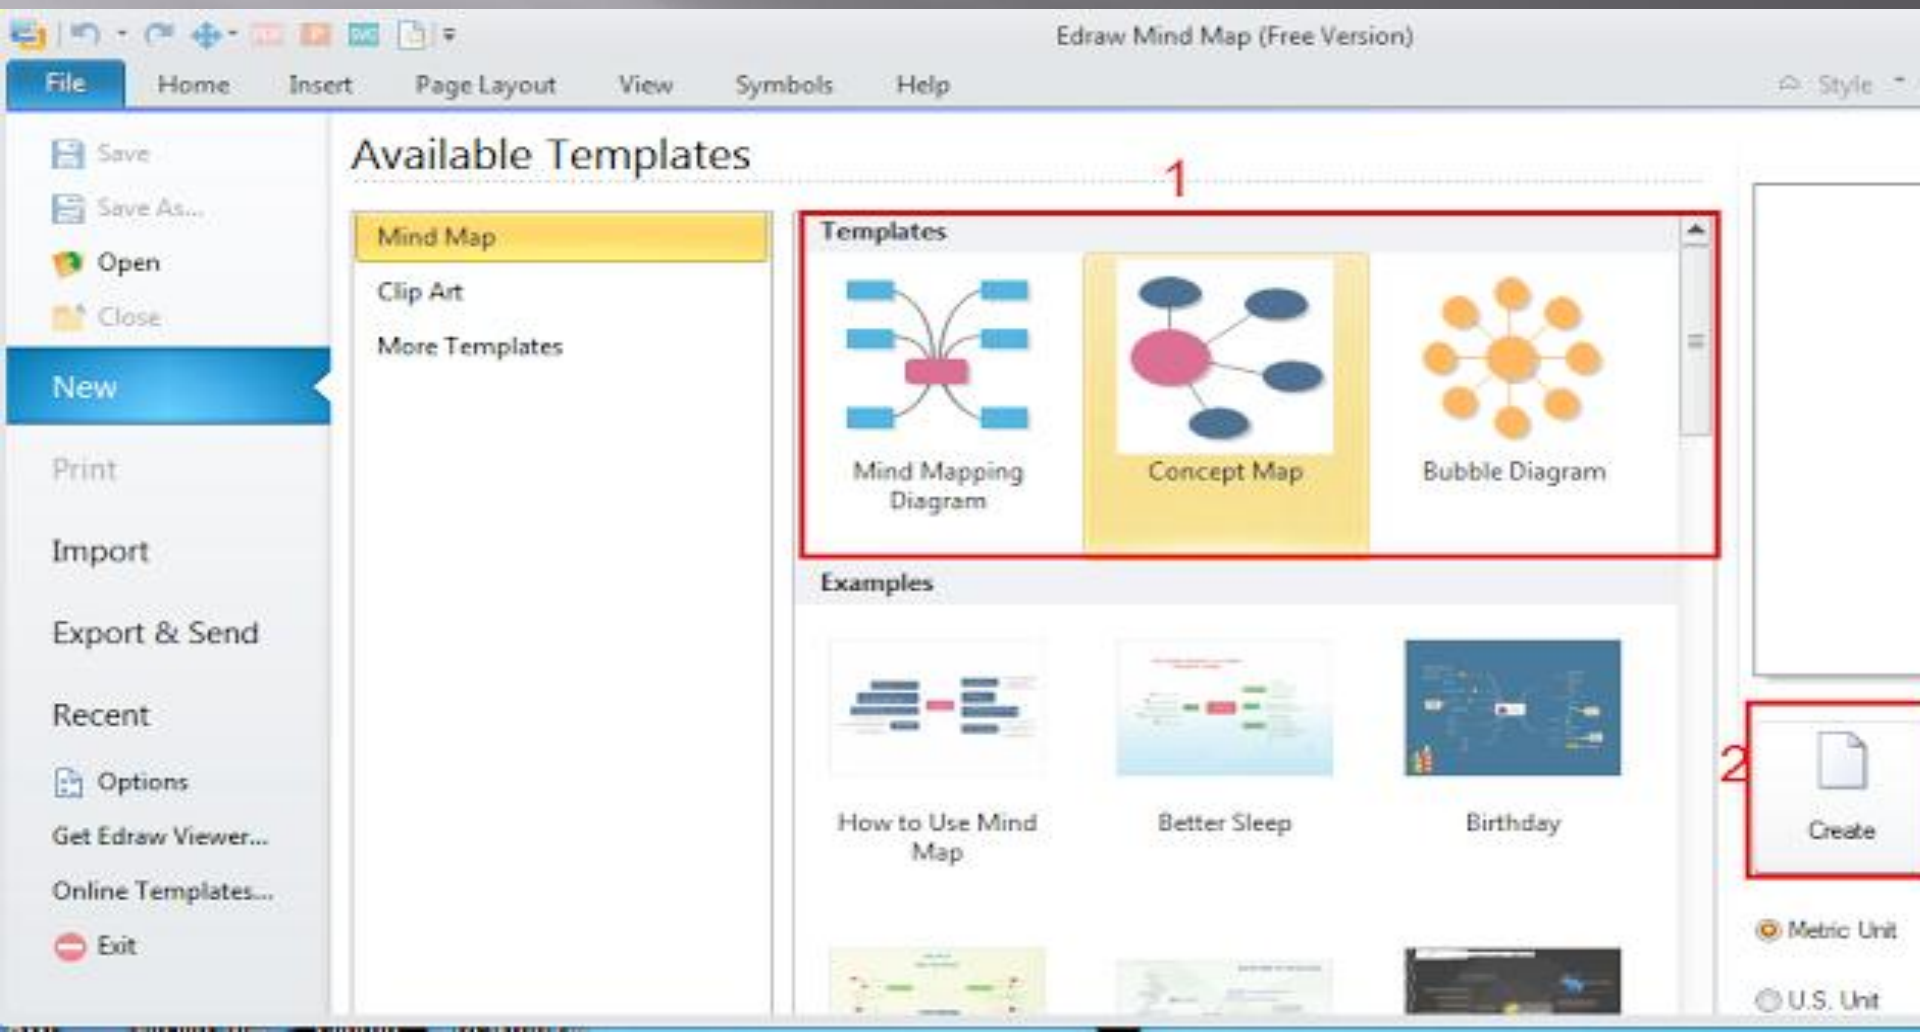 Edraw Mind Map (Free Version)
File Home Insert Page Layout View Symbols Help Style
Save
Save As...
Open
Close
New
Print
Import
Export & Send
Recent
Options
Get Edraw Viewer...
Online Templates...
Exit
Available Templates
Mind Map
Clip Art
More Templates
1
Templates
Mind Mapping
Diagram
Concept Map
Bubble Diagram
Examples
How to Use Mind
Map
Better Sleep
Birthday
2
Create
Metric Unit
U.S. Unit